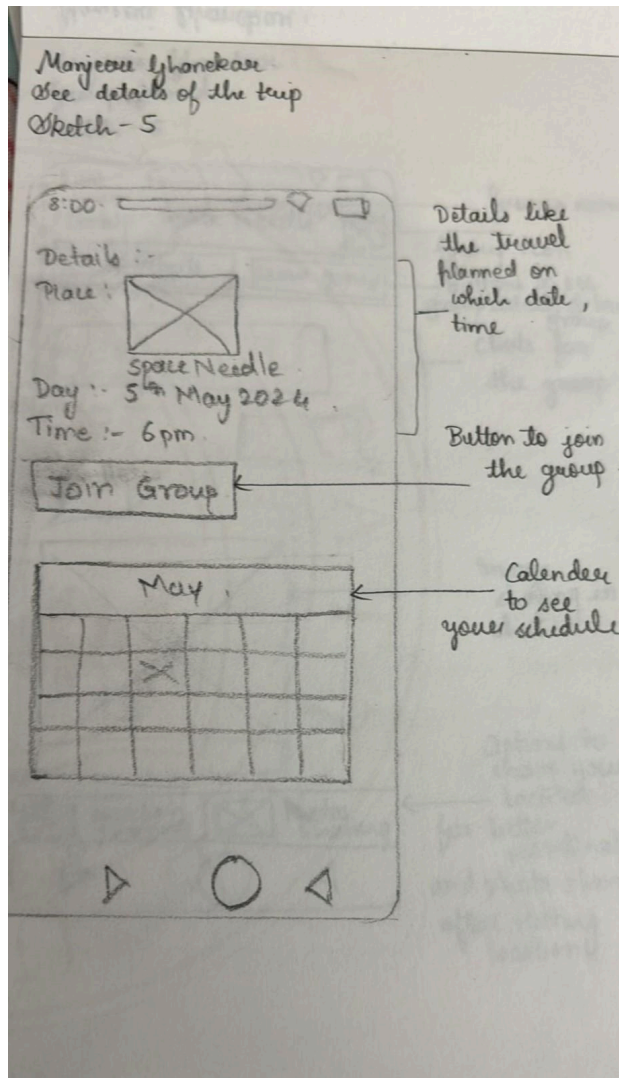 Manjeeri Ghanekar
See details of the trip
Sketch - 5
8:00
Details :-
Place :
Space Needle
Day :- 5th May 2024
Time :- 6pm
Join Group
May
Details like
the travel
planned on
which date,
time
Button to join
the group
Calender
to see
your schedule